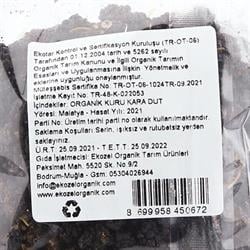 Ekotar Kontrol ve Sertifikasyon Kuruluşu (TR-OT-06)
Tarafından 01.12.2004 tarih ve 5262 sayılı
Organik Tarım Kanunu ve İlgili Organik Tarımın
Esasları ve Uygulanmasına İlişkin Yönetmelik ve
eklerine uygunluğu onaylanmıştır.
Müteşebbis Sertifika No: TR-OT-06-1024TR-09.2021
İşletme Kayıt No: TR-48-K-022053
İçindekiler: ORGANİK KURU KARA DUT
Yöresi: Malatya - Hasat Yılı: 2021
Parti No: Üretim tarihi parti no olarak kullanılmaktadır.
Saklama Koşulları Serin, ışıksız ve rutubetsiz yerden
saklayınız.
Ü.R.T: 25.09.2021 - T.E.T.T: 25.09.2022
Gıda İşletmecisi: Ekozel Organik Tarım Ürünleri
Paksimet Mah. 5520 Sk. No.9/2
Bodrum-Mugla - Gsm: 05304026944
info@ekozelorganik.com
www.ekozelorganik.com
8 699958 450672